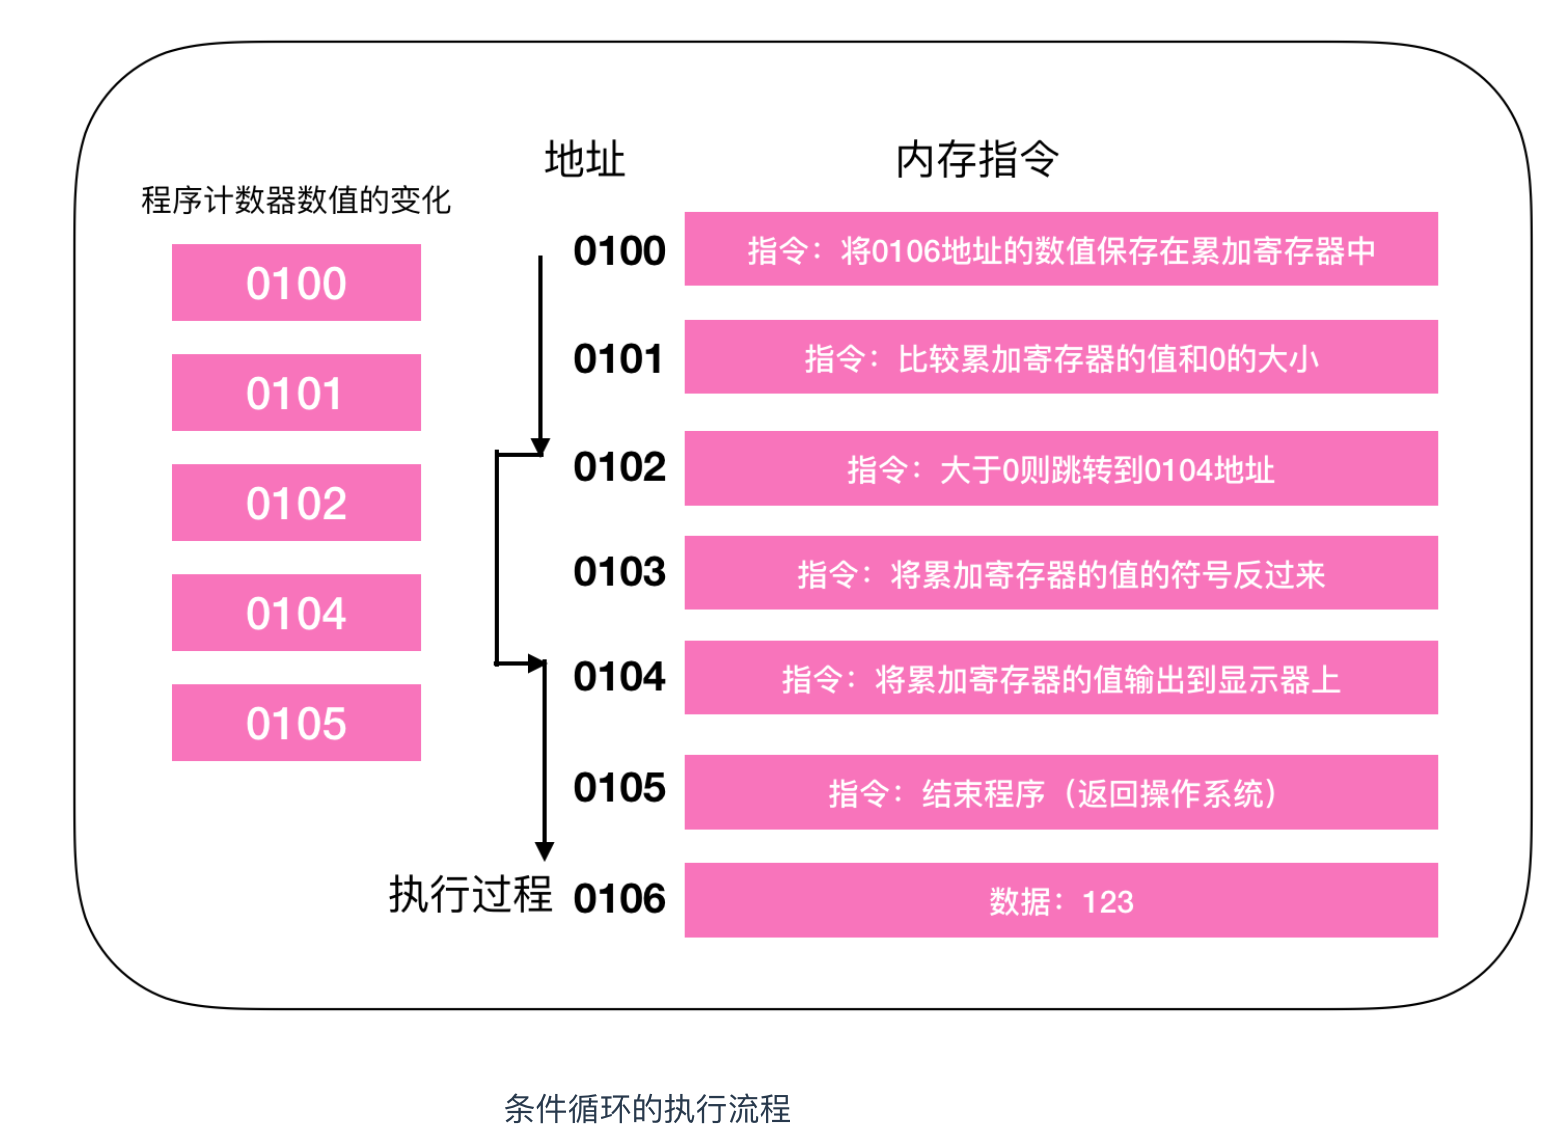 地址
内存指令
程序计数器数值的变化
0100
0101
0102
0104
0105
0100
指令：将0106地址的数值保存在累加寄存器中
0101
指令：比较累加寄存器的值和0的大小
0102
指令：大于0则跳转到0104地址
0103
指令：将累加寄存器的值的符号反过来
0104
指令：将累加寄存器的值输出到显示器上
0105
指令：结束程序（返回操作系统）
执行过程
0106
数据：123
条件循环的执行流程